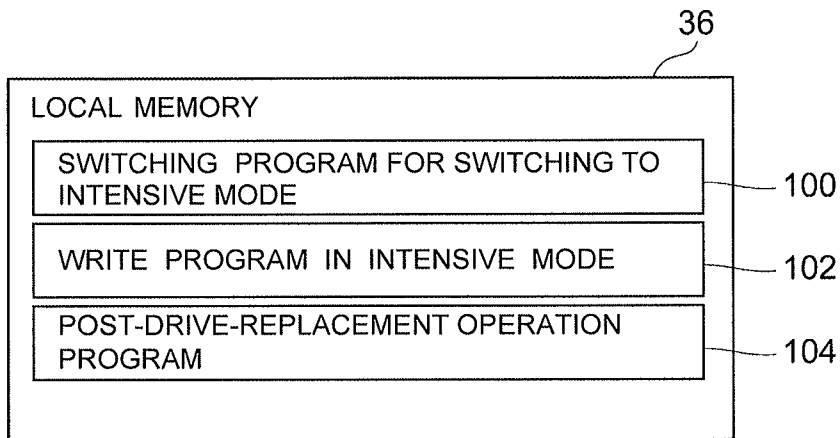 36
LOCAL MEMORY
SWITCHING PROGRAM FOR SWITCHING TO
INTENSIVE MODE
100
WRITE PROGRAM IN INTENSIVE MODE
102
POST-DRIVE-REPLACEMENT OPERATION
PROGRAM
104